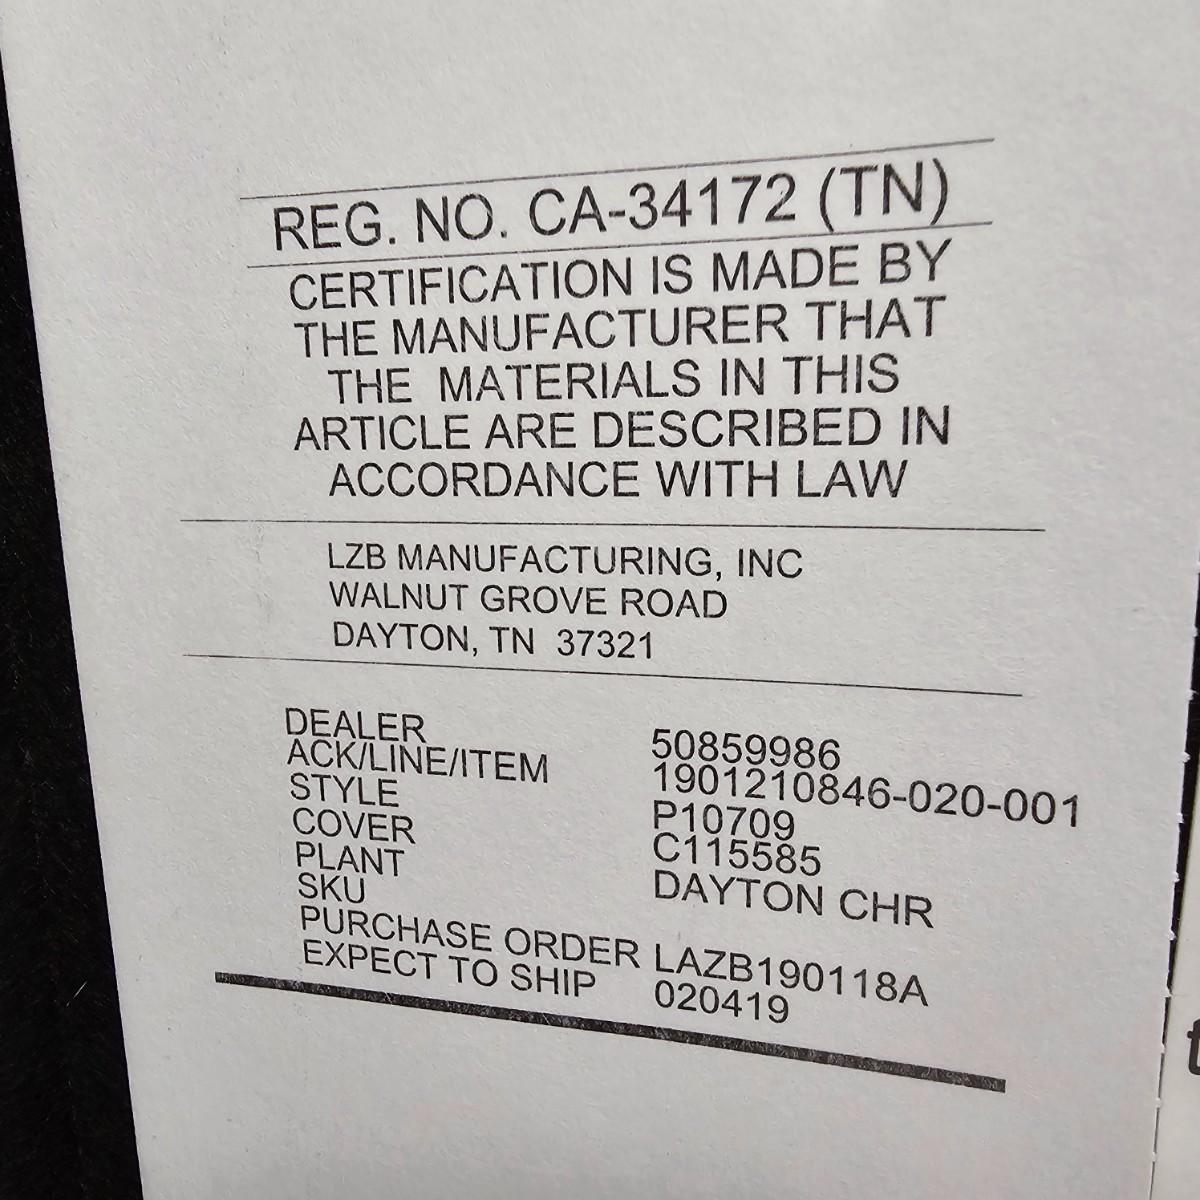 REG. NO. CA-34172 (TN)
CERTIFICATION IS MADE BY
THE MANUFACTURER THAT
THE MATERIALS IN THIS
ARTICLE ARE DESCRIBED IN
ACCORDANCE WITH LAW
LZB MANUFACTURING, INC
WALNUT GROVE ROAD
DAYTON, TN 37321
DEALER 50859986
ACK/LINE/ITEM 1901210846-020-001
STYLE P10709
COVER C115585
PLANT DAYTON CHR
SKU
PURCHASE ORDER LAZB190118A
EXPECT TO SHIP 020419